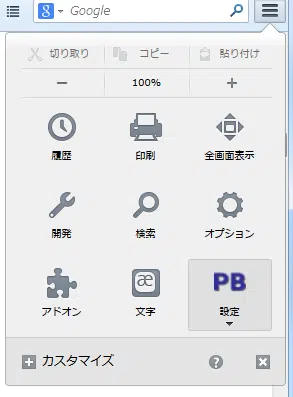 Google
切り取り コピー 貼り付け
− 100% +
履歴 印刷 全画面表示
開発 検索 オプション
アドオン 文字 設定
PB
カスタマイズ